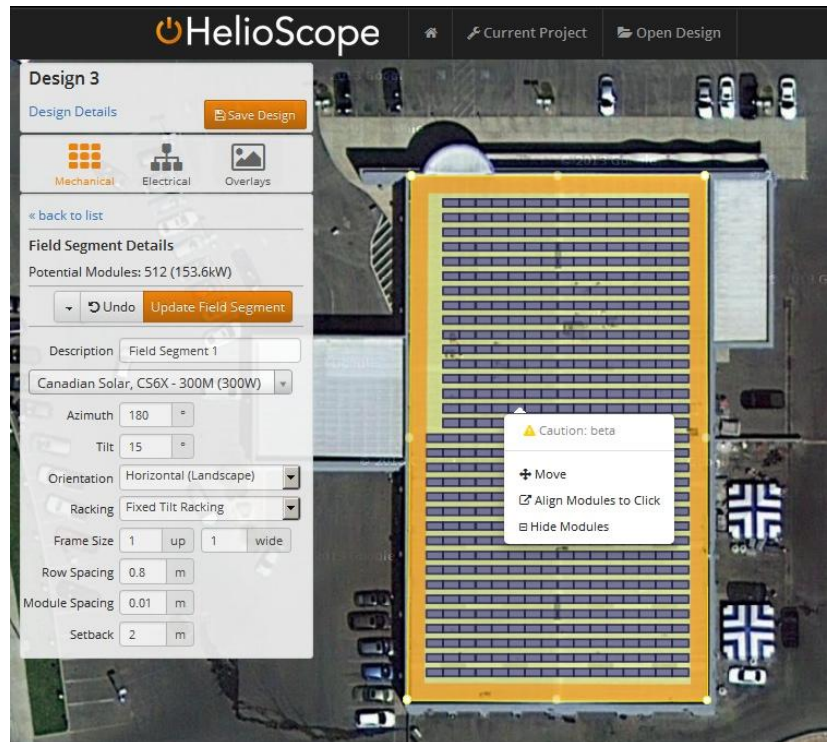 HelioScope
Current Project
Open Design
Design 3
Design Details
Save Design
Mechanical
Electrical
Overlays
« back to list
Field Segment Details
Potential Modules: 512 (153.6kW)
Undo
Update Field Segment
Description Field Segment 1
Canadian Solar, CS6X - 300M (300W)
Azimuth 180 °
Tilt 15 °
Orientation Horizontal (Landscape)
Racking Fixed Tilt Racking
Frame Size 1 up 1 wide
Row Spacing 0.8 m
Module Spacing 0.01 m
Setback 2 m
Caution: beta
Move
Align Modules to Click
Hide Modules